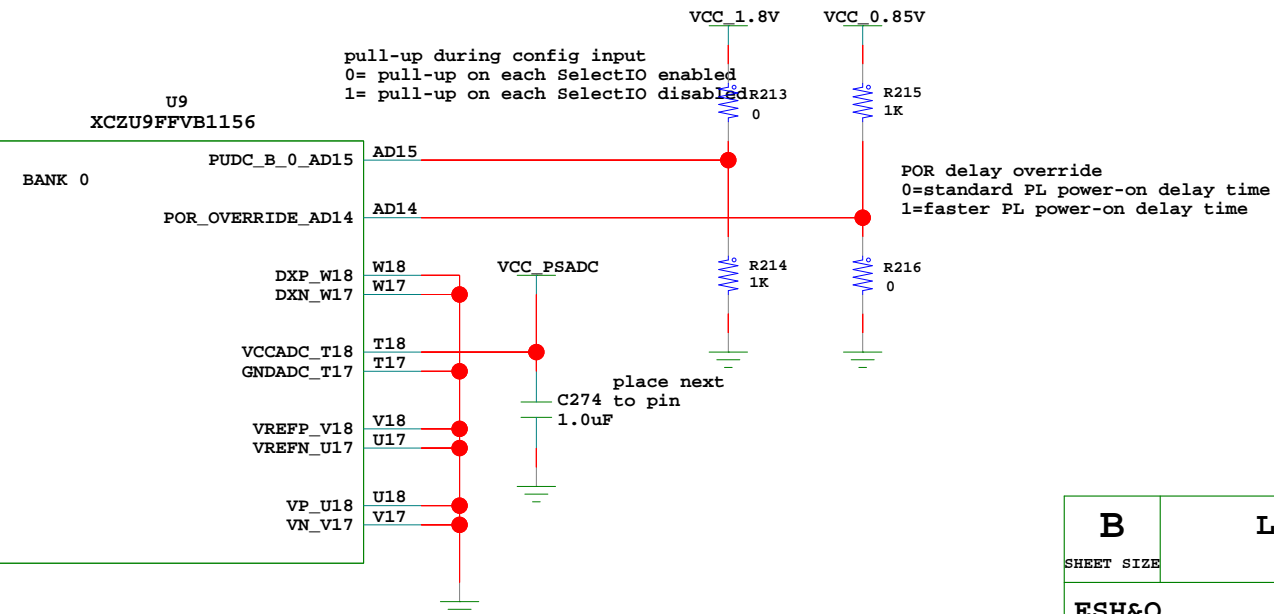 VCC_1.8V
VCC_0.85V
pull-up during config input
0= pull-up on each SelectIO enabled
1= pull-up on each SelectIO disabled
R213
0
R215
1K
U9
XCZU9FFVB1156
BANK 0
PUDC_B_0_AD15
AD15
POR_OVERRIDE_AD14
AD14
POR delay override
0=standard PL power-on delay time
1=faster PL power-on delay time
DXP_W18
W18
DXN_W17
W17
VCC_PSADC
R214
1K
R216
0
VCCADC_T18
T18
GNDADC_T17
T17
place next
to pin
C274
1.0uF
VREFP_V18
V18
VREFN_U17
U17
VP_U18
U18
VN_V17
V17
B
SHEET SIZE
L
ESH&Q